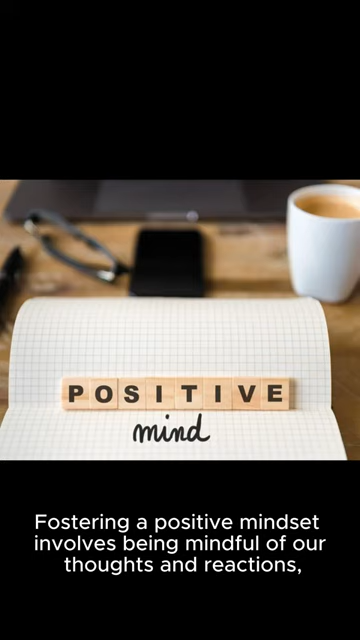 POSITIVE
mind
Fostering a positive mindset
involves being mindful of our
thoughts and reactions,